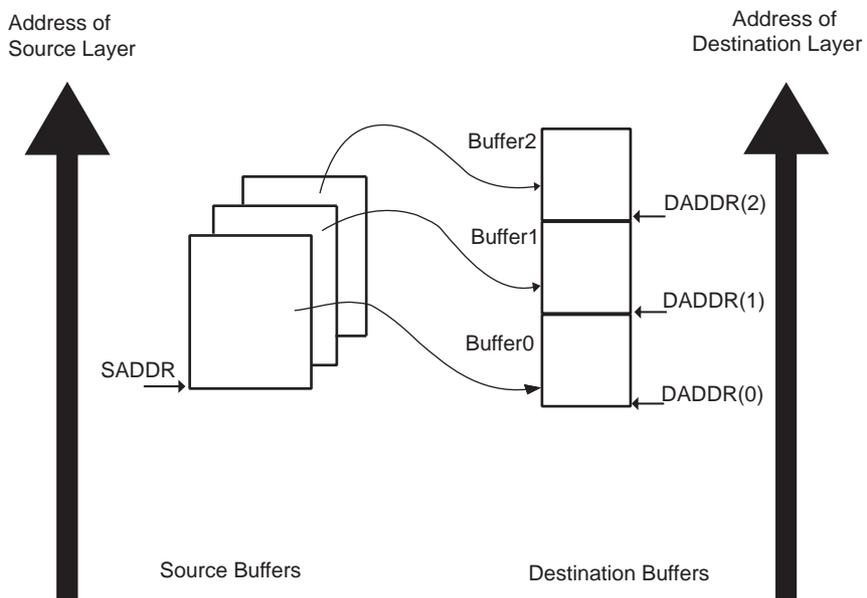 Address of
Source Layer
Address of
Destination Layer
Buffer2
DADDR(2)
Buffer1
DADDR(1)
Buffer0
SADDR
DADDR(0)
Source Buffers
Destination Buffers